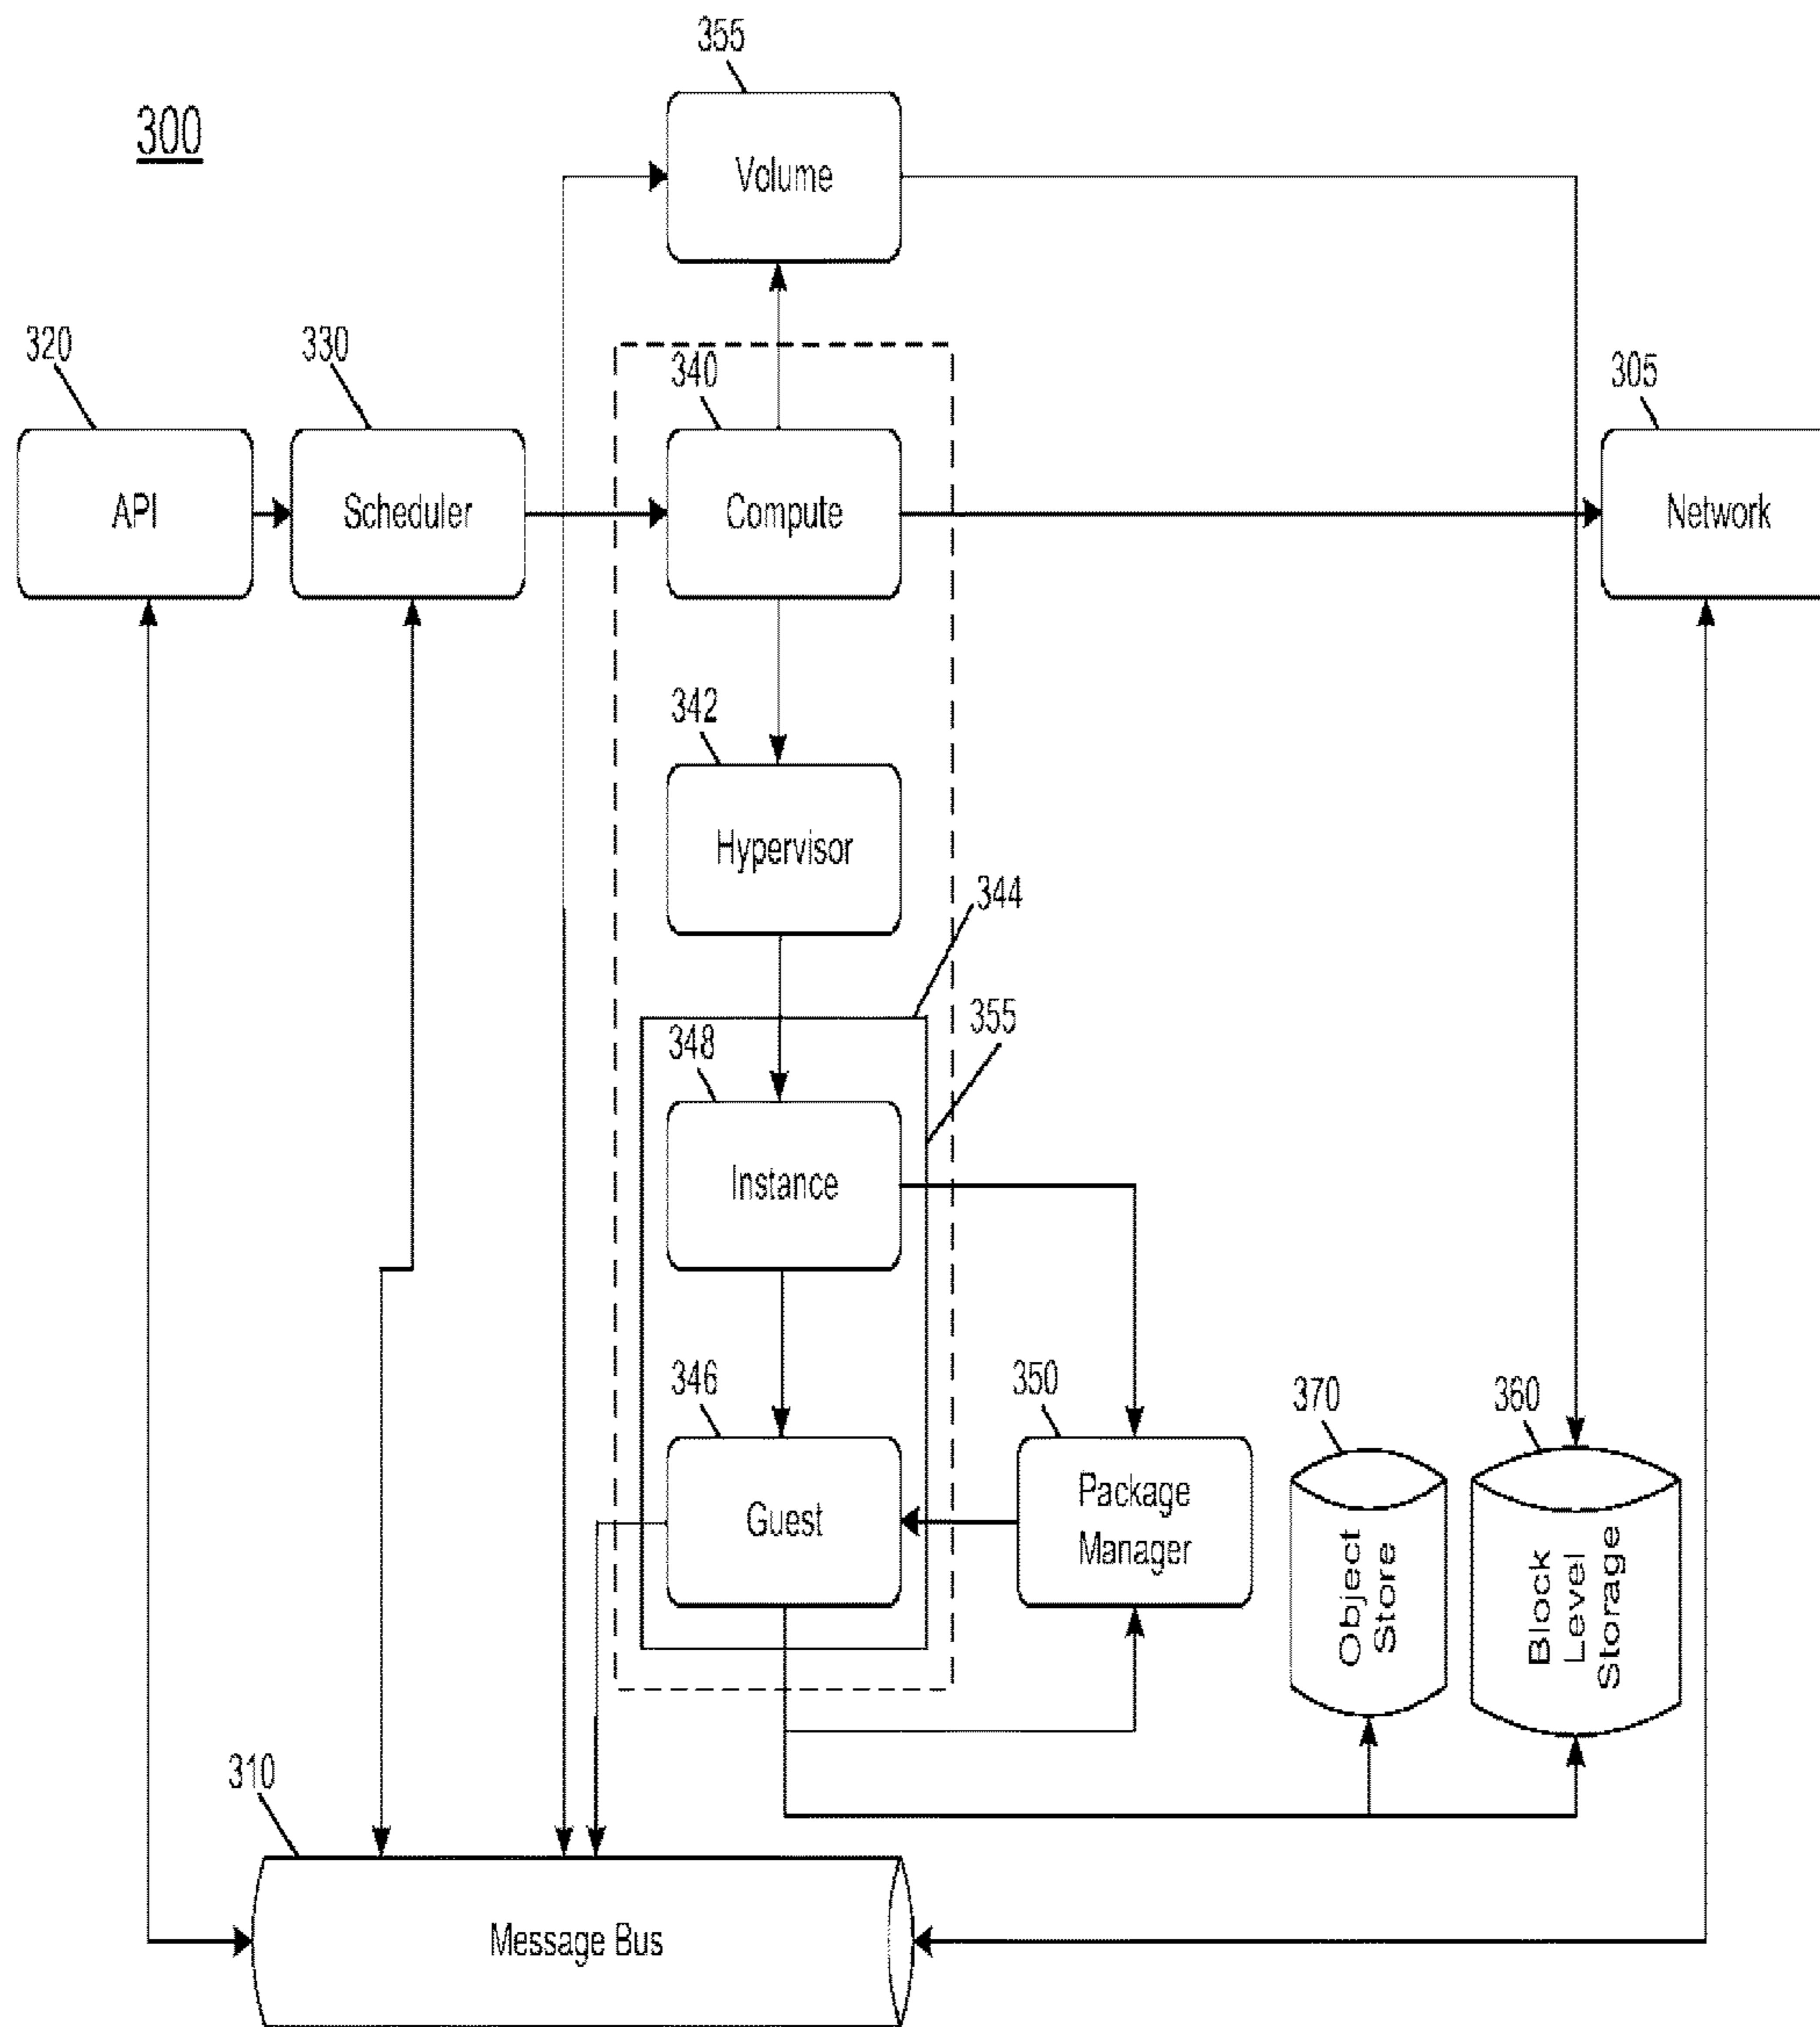 355
300
Volume
320
330
340
305
API
Scheduler
Compute
Network
342
Hypervisor
344
355
348
Instance
346
350
370
360
Guest
Package
Manager
Object
Store
Block
Level
Storage
310
Message Bus